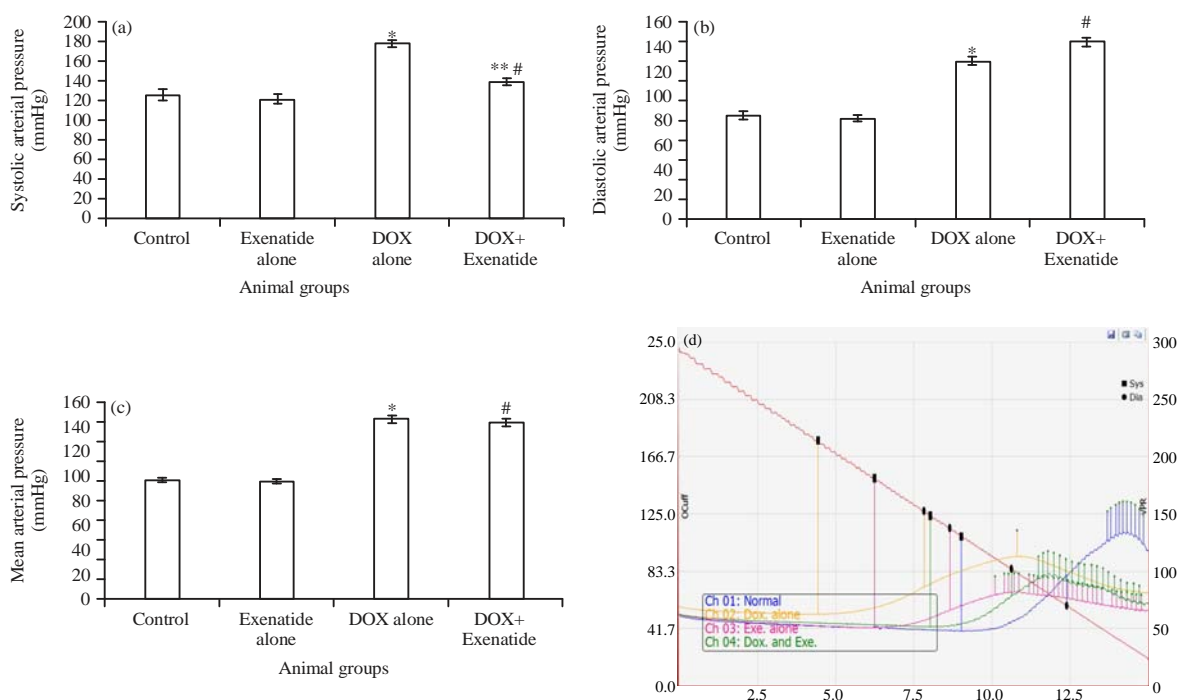 (a)
Systolic arterial pressure
(mmHg)
200
180
160
140
120
100
80
60
40
20
0
*
** #
Control
Exenatide
alone
DOX
alone
DOX+
Exenatide
Animal groups
(b)
Diastolic arterial pressure
(mmHg)
160
140
120
100
80
60
40
20
0
*
#
Control
Exenatide
alone
DOX alone
DOX+
Exenatide
Animal groups
(c)
Mean arterial pressure
(mmHg)
160
140
120
100
80
60
40
20
0
*
#
Control
Exenatide
alone
DOX alone
DOX+
Exenatide
Animal groups
(d)
25.0
208.3
166.7
125.0
83.3
41.7
0.0
OCuff
Sys
Dia
300
250
200
150
100
50
0
Ch 01: Normal
Ch 02: Dox. alone
Ch 03: Exe. alone
Ch 04: Dox. and Exe.
2.5
5.0
7.5
10.0
12.5